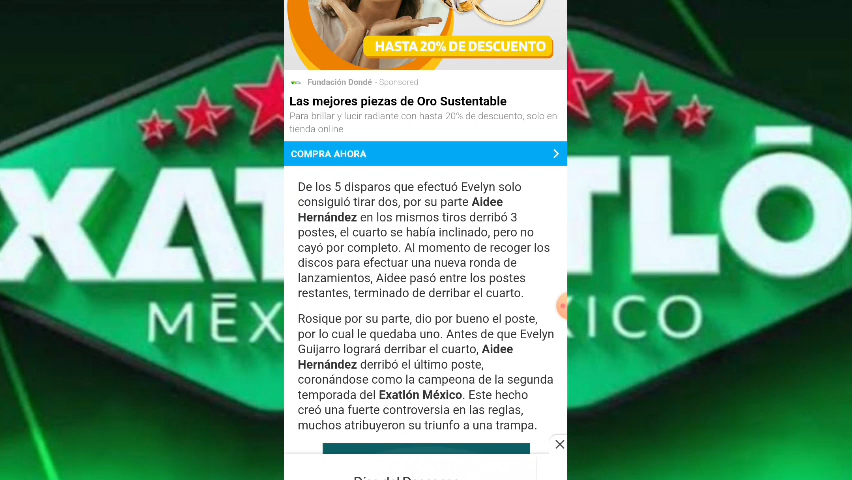 HASTA 20% DE DESCUENTO
Fundación Dondé - Sponsored
Las mejores piezas de Oro Sustentable
Para brillar y lucir radiante con hasta 20% de descuento, solo en
tienda online.
COMPRA AHORA
De los 5 disparos que efectuó Evelyn solo
consiguió tirar dos, por su parte Aidee
Hernández en los mismos tiros derribó 3
postes, el cuarto se había inclinado, pero no
cayó por completo. Al momento de recoger los
discos para efectuar una nueva ronda de
lanzamientos, Aidee pasó entre los postes
restantes, terminado de derribar el cuarto.
Rosique por su parte, dio por bueno el poste,
por lo cual le quedaba uno. Antes de que Evelyn
Guijarro logrará derribar el cuarto, Aidee
Hernández derribó el último poste,
coronándose como la campeona de la segunda
temporada del Exatlón México. Este hecho
creó una fuerte controversia en las reglas,
muchos atribuyeron su triunfo a una trampa.
XAT
TLŌ
MĒX
XICO